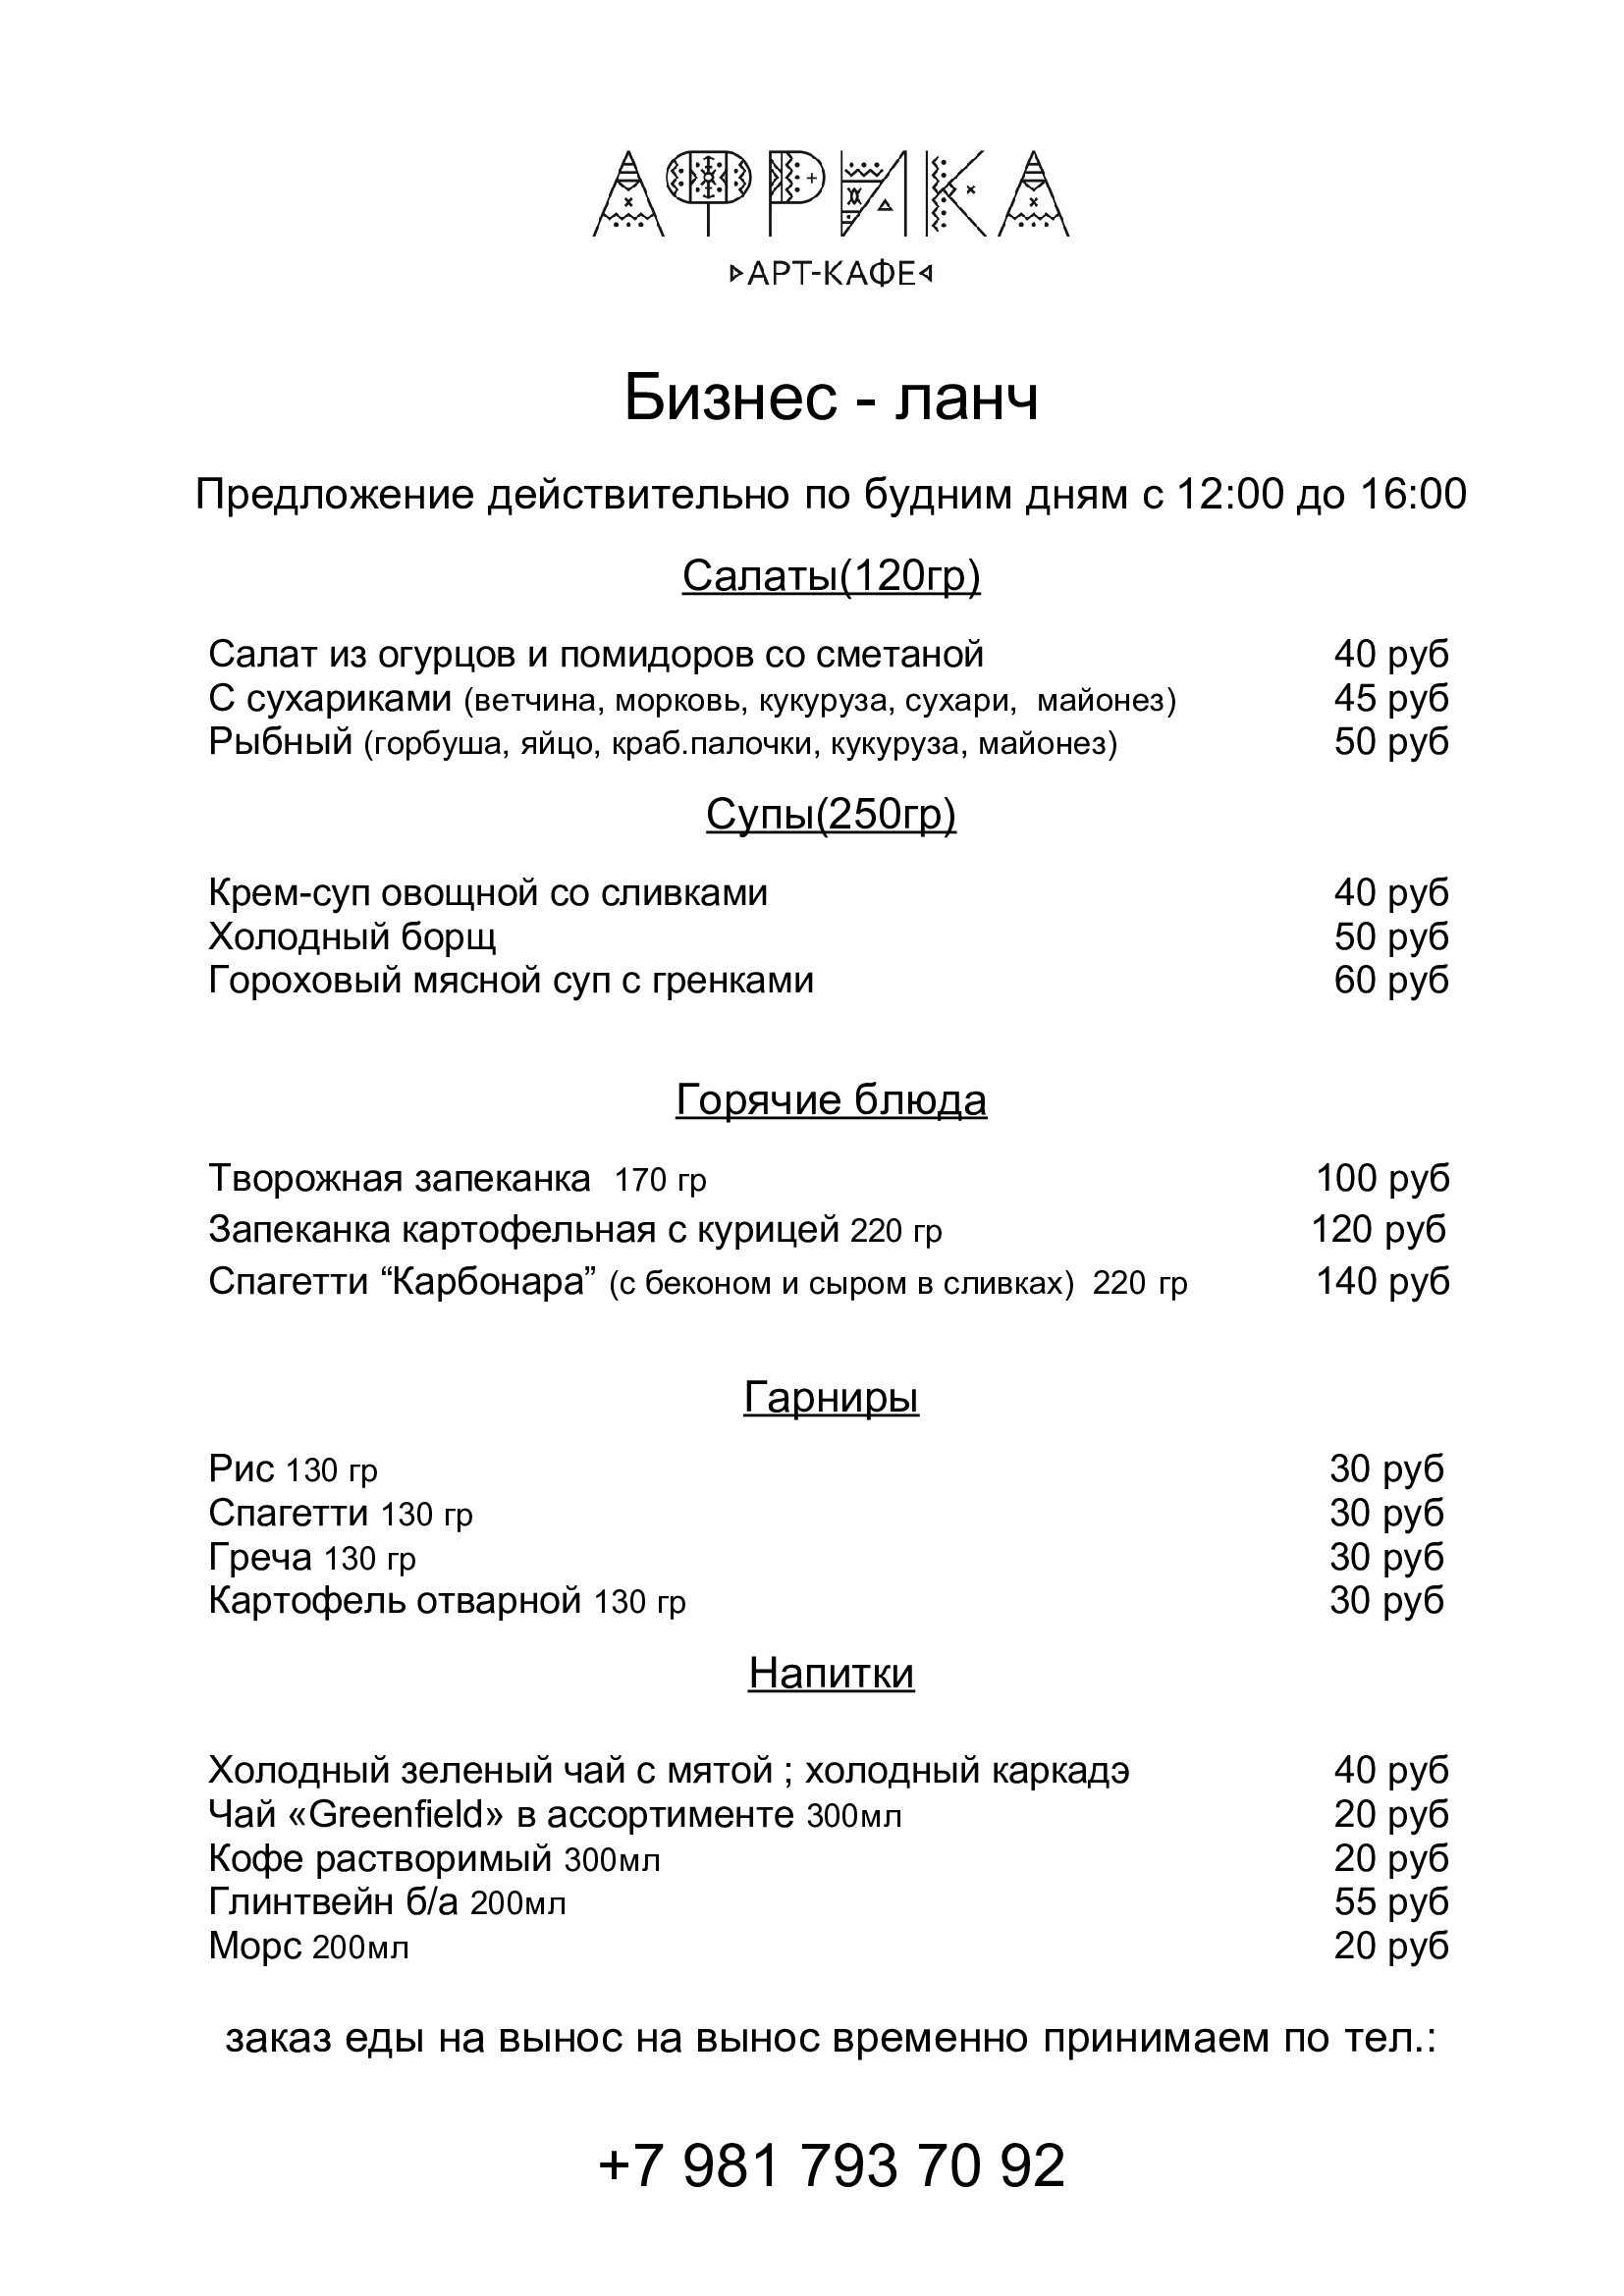 АФРИКА
АРТ-КАФЕ
Бизнес - ланч
Предложение действительно по будним дням с 12:00 до 16:00
Салаты(120гр)
Салат из огурцов и помидоров со сметаной 40 руб
С сухариками (ветчина, морковь, кукуруза, сухари, майонез) 45 руб
Рыбный (горбуша, яйцо, краб.палочки, кукуруза, майонез) 50 руб
Супы(250гр)
Крем-суп овощной со сливками 40 руб
Холодный борщ 50 руб
Гороховый мясной суп с гренками 60 руб
Горячие блюда
Творожная запеканка 170 гр 100 руб
Запеканка картофельная с курицей 220 гр 120 руб
Спагетти “Карбонара” (с беконом и сыром в сливках) 220 гр 140 руб
Гарниры
Рис 130 гр 30 руб
Спагетти 130 гр 30 руб
Греча 130 гр 30 руб
Картофель отварной 130 гр 30 руб
Напитки
Холодный зеленый чай с мятой ; холодный каркадэ 40 руб
Чай «Greenfield» в ассортименте 300мл 20 руб
Кофе растворимый 300мл 20 руб
Глинтвейн б/а 200мл 55 руб
Морс 200мл 20 руб
заказ еды на вынос на вынос временно принимаем по тел.:
+7 981 793 70 92